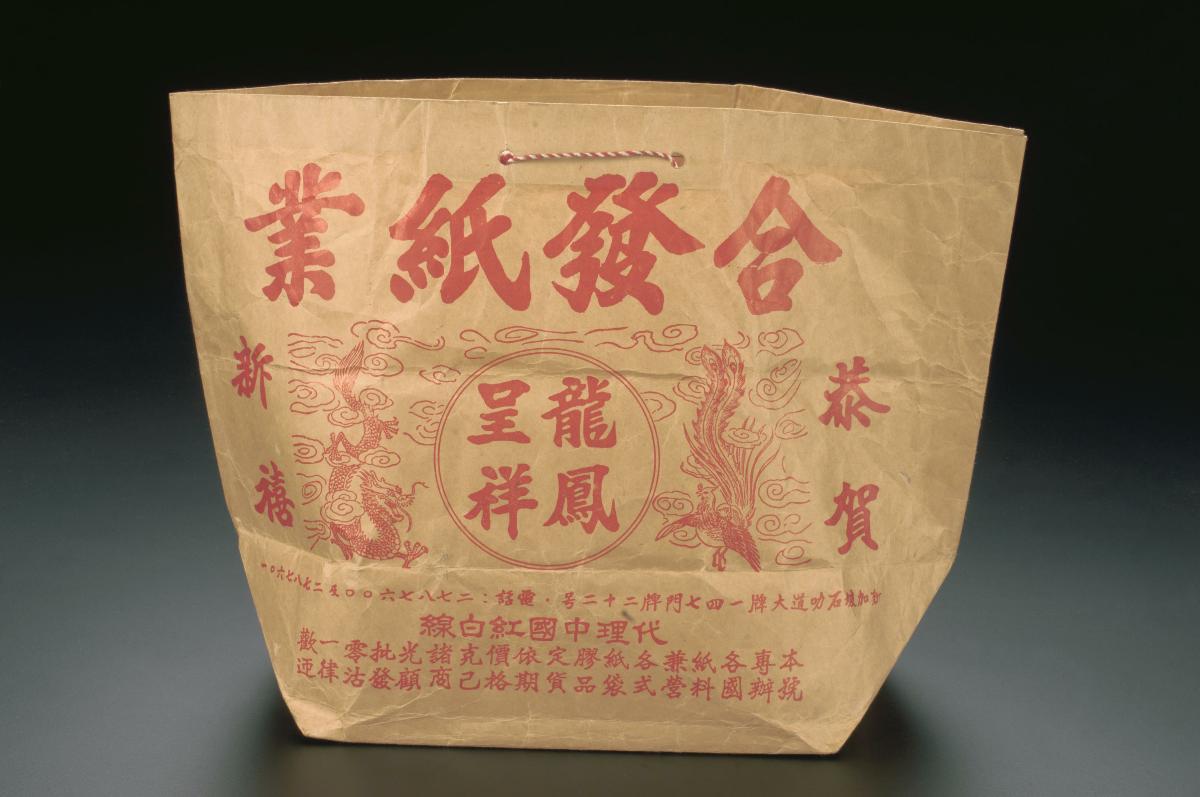 合發紙業
恭賀
新禧
龍鳳
呈祥
新加坡石叻道大牌一四七門牌二十二号・電話:二七八七六〇〇至二七八七六〇一
代理中國紅白線
本號專辦各國紙料兼營各式紙袋膠品定貨依期價格克己諸商光顧批發零沽一律歡迎